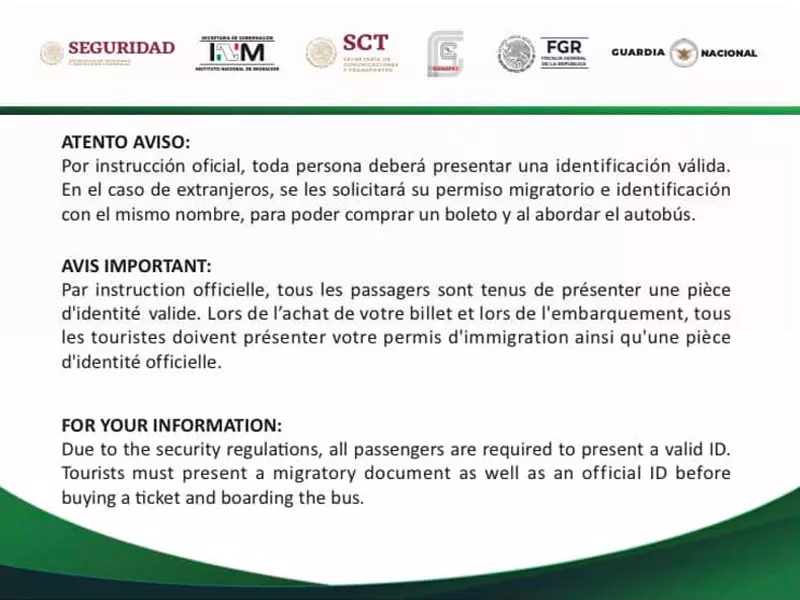 SEGURIDAD
SECRETARÍA DE GOBERNACIÓN
INM
INSTITUTO NACIONAL DE MIGRACIÓN
SCT
SECRETARÍA DE
COMUNICACIONES
Y TRANSPORTES
FGR
FISCALÍA GENERAL
DE LA REPÚBLICA
GUARDIA NACIONAL
ATENTO AVISO:
Por instrucción oficial, toda persona deberá presentar una identificación válida.
En el caso de extranjeros, se les solicitará su permiso migratorio e identificación
con el mismo nombre, para poder comprar un boleto y al abordar el autobús.
AVIS IMPORTANT:
Par instruction officielle, tous les passagers sont tenus de présenter une pièce
d'identité valide. Lors de l’achat de votre billet et lors de l'embarquement, tous
les touristes doivent présenter votre permis d'immigration ainsi qu'une pièce
d'identité officielle.
FOR YOUR INFORMATION:
Due to the security regulations, all passengers are required to present a valid ID.
Tourists must present a migratory document as well as an official ID before
buying a ticket and boarding the bus.